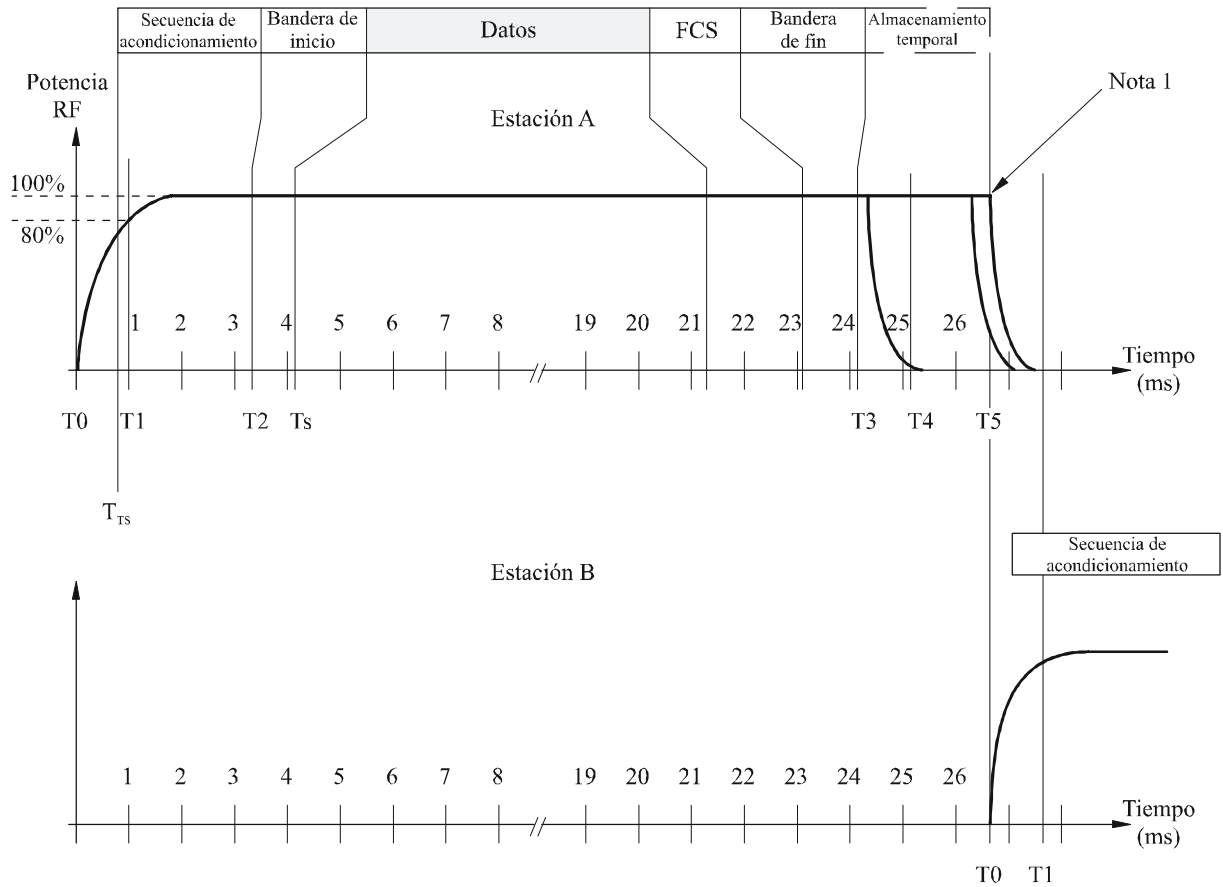 Secuencia de
acondicionamiento
Bandera de
inicio
Datos
FCS
Bandera
de fin
Almacenamiento
temporal
Potencia
RF
Estación A
Nota 1
100%
80%
1 2 3 4 5 6 7 8 19 20 21 22 23 24 25 26
Tiempo
(ms)
T0 T1 T2 Ts T3 T4 T5
T_TS
Secuencia de
acondicionamiento
Estación B
1 2 3 4 5 6 7 8 19 20 21 22 23 24 25 26
Tiempo
(ms)
T0 T1